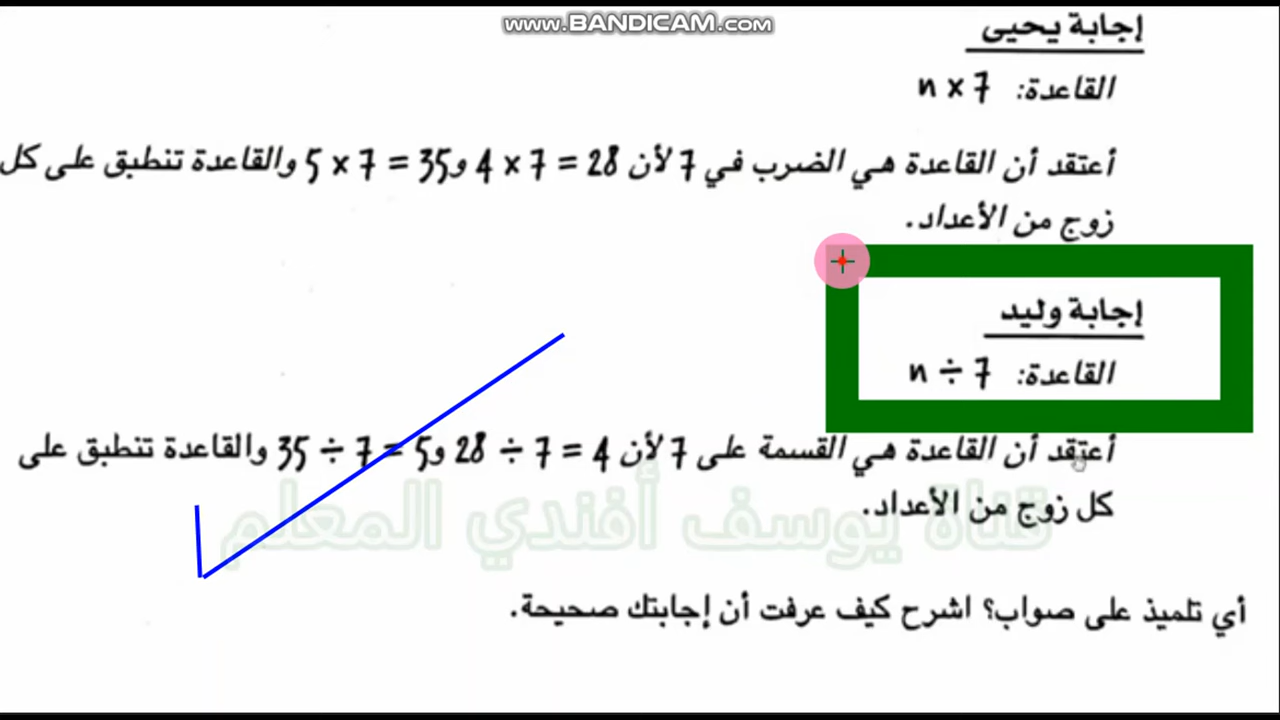 WWW.BANDICAM.COM
إجابة يحيى
القاعدة: n × 7
أعتقد أن القاعدة هي الضرب في 7 لأن 28 = 7 × 4 و35 = 7 × 5 والقاعدة تنطبق على كل
زوج من الأعداد.
إجابة وليد
القاعدة: n ÷ 7
أعتقد أن القاعدة هي القسمة على 7 لأن 4 = 7 ÷ 28 و5 = 7 ÷ 35 والقاعدة تنطبق على
كل زوج من الأعداد.
قناة يوسف أفندي المعلم
أي تلميذ على صواب؟ اشرح كيف عرفت أن إجابتك صحيحة.